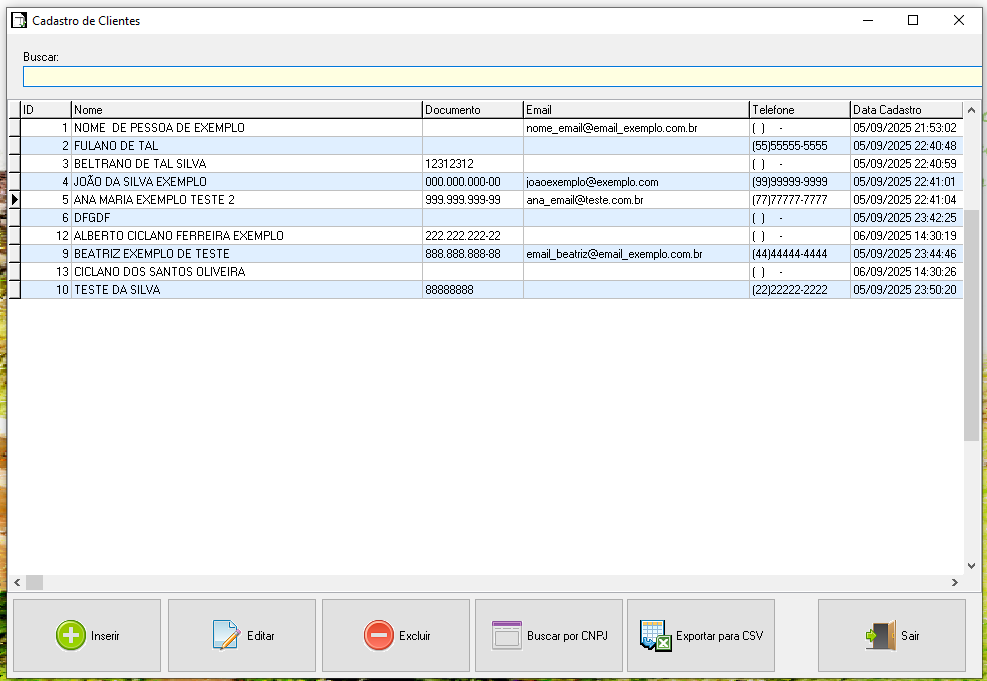 Cadastro de Clientes
Buscar:
ID Nome Documento Email Telefone Data Cadastro
1 NOME  DE PESSOA DE EXEMPLO nome_email@email_exemplo.com.br ( ) - 05/09/2025 21:53:02
2 FULANO DE TAL (55)55555-5555 05/09/2025 22:40:48
3 BELTRANO DE TAL SILVA 12312312 ( ) - 05/09/2025 22:40:59
4 JOÃO DA SILVA EXEMPLO 000.000.000-00 joaoexemplo@exemplo.com (99)99999-9999 05/09/2025 22:41:01
5 ANA MARIA EXEMPLO TESTE 2 999.999.999-99 ana_email@teste.com.br (77)77777-7777 05/09/2025 22:41:04
6 DFGDF ( ) - 05/09/2025 23:42:25
12 ALBERTO CICLANO FERREIRA EXEMPLO 222.222.222-22 ( ) - 06/09/2025 14:30:19
9 BEATRIZ EXEMPLO DE TESTE 888.888.888-88 email_beatriz@email_exemplo.com.br (44)44444-4444 05/09/2025 23:44:46
13 CICLANO DOS SANTOS OLIVEIRA ( ) - 06/09/2025 14:30:26
10 TESTE DA SILVA 88888888 (22)22222-2222 05/09/2025 23:50:20
Inserir Editar Excluir Buscar por CNPJ Exportar para CSV Sair